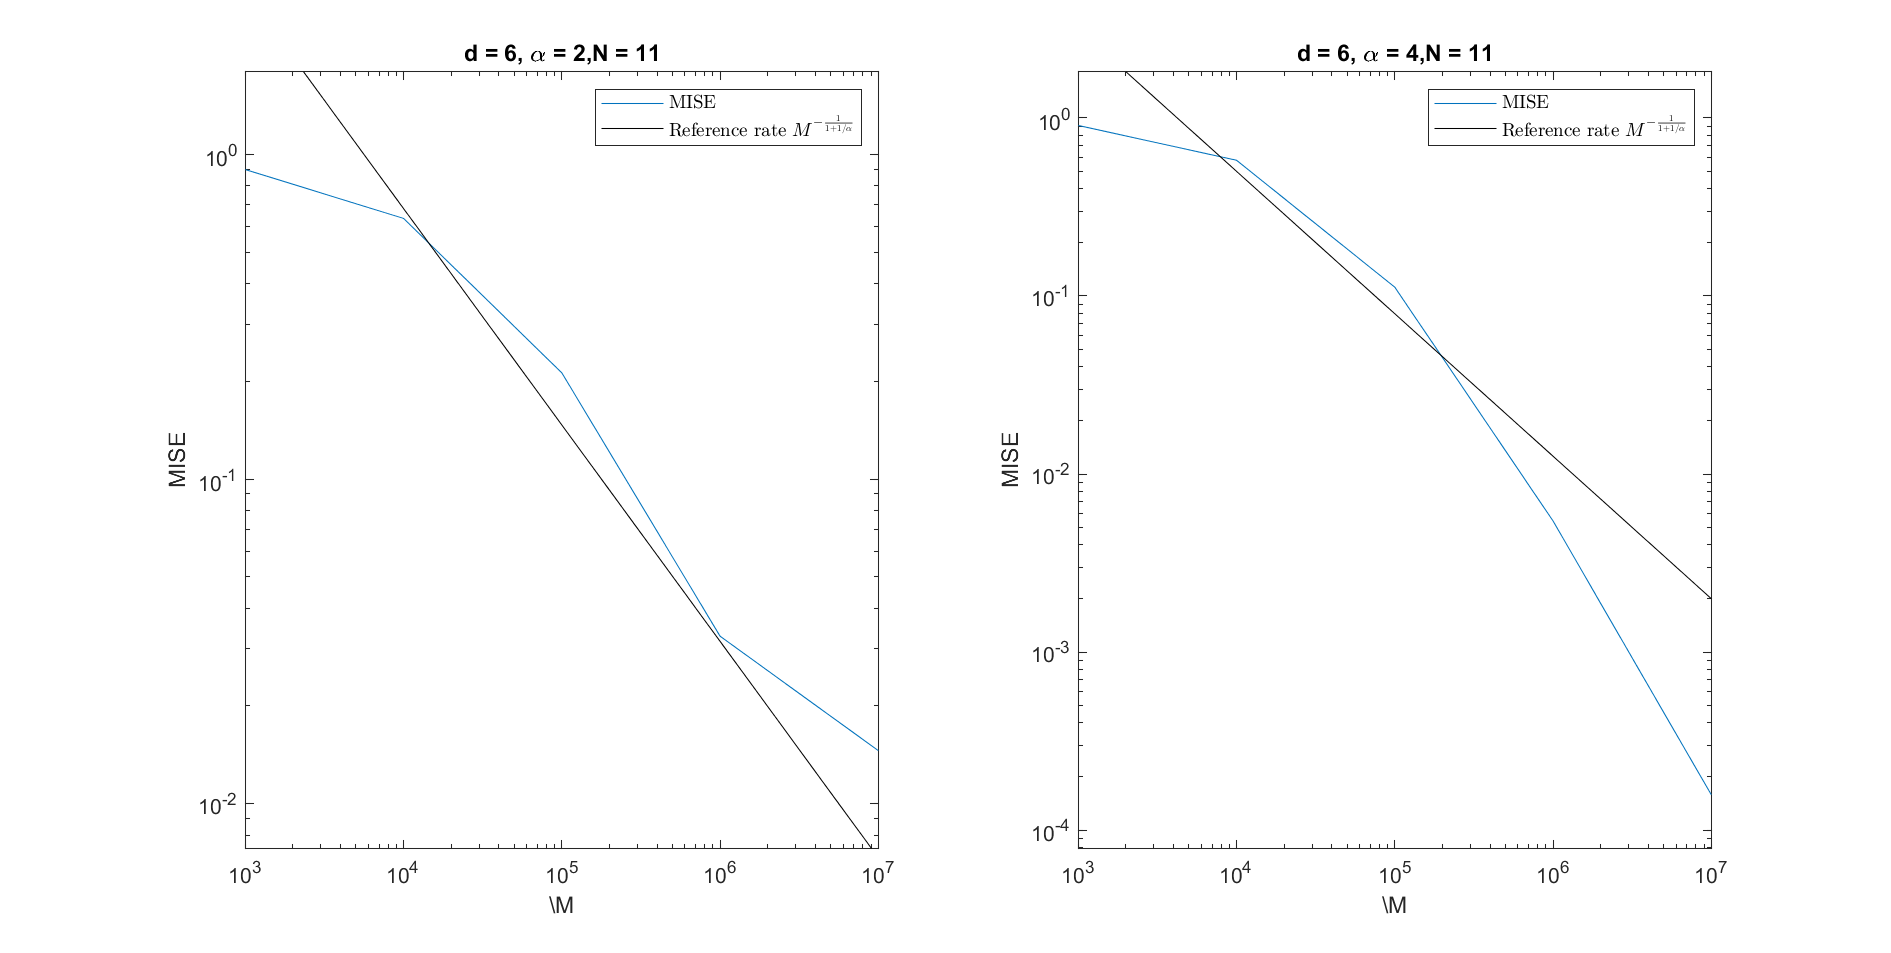 d = 6, α = 2,N = 11
MISE
Reference rate M^{-\frac{1}{1+1/α}}
10^0
10^-1
10^-2
MISE
10^3 10^4 10^5 10^6 10^7
\M
d = 6, α = 4,N = 11
MISE
Reference rate M^{-\frac{1}{1+1/α}}
10^0
10^-1
10^-2
10^-3
10^-4
MISE
10^3 10^4 10^5 10^6 10^7
\M